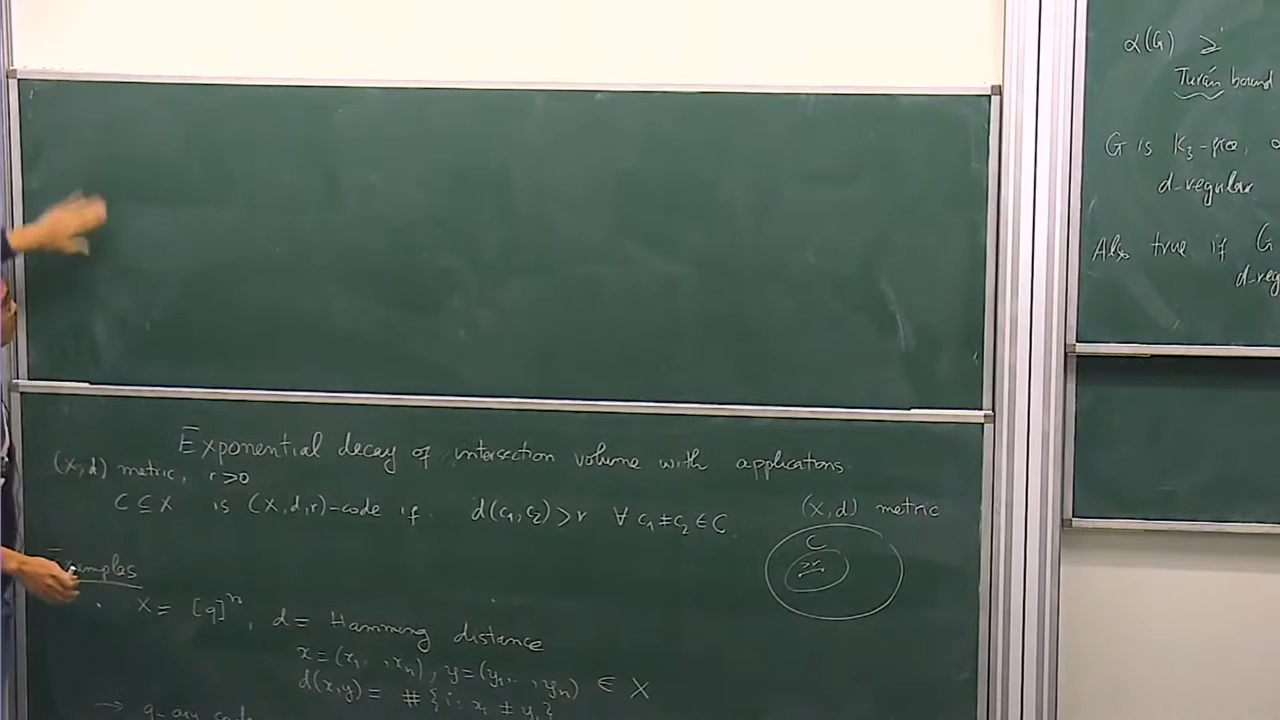 Exponential decay of intersection volume with applications
(X,d) metric, r>0
C ⊆ X is (X,d,r)-code if d(c₁,c₂)>r ∀ c₁≠c₂∈C
(X,d) metric
C
>r
Examples
· X = [q]ⁿ, d = Hamming distance
x=(x₁,..,xₙ), y=(y₁,..,yₙ) ∈ X
d(x,y) = #{i: xᵢ ≠ yᵢ}
→ q-ary
α(G) ≥
Turán bound
G is K₃-free,
d-regular
Also true if G
d-reg